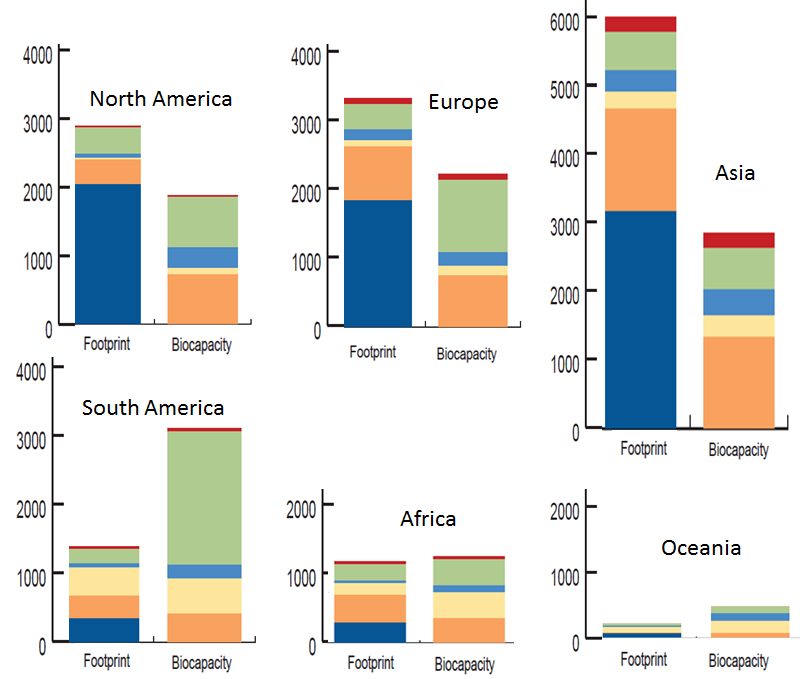 4000
3000
2000
1000
0
North America
Footprint
Biocapacity
4000
3000
2000
1000
0
Europe
Footprint
Biocapacity
6000
5000
4000
3000
2000
1000
0
Asia
Footprint
Biocapacity
4000
3000
2000
1000
0
South America
Footprint
Biocapacity
2000
1000
0
Africa
Footprint
Biocapacity
2000
1000
0
Oceania
Footprint
Biocapacity